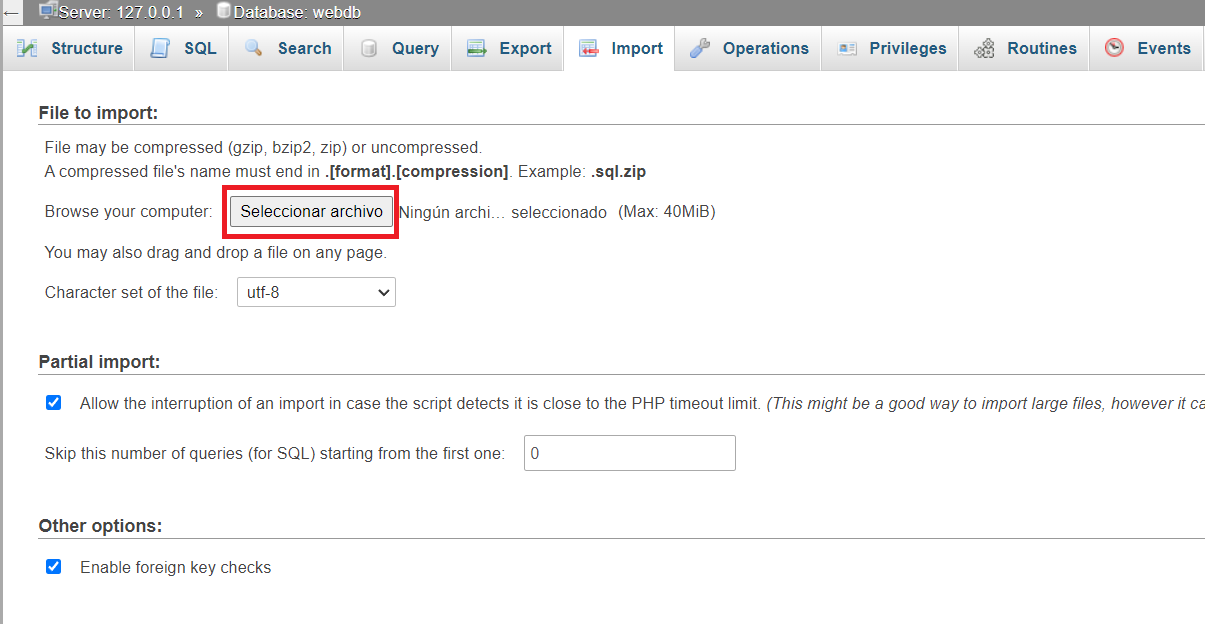 Server: 127.0.0.1 » Database: webdb
Structure SQL Search Query Export Import Operations Privileges Routines Events
File to import:
File may be compressed (gzip, bzip2, zip) or uncompressed.
A compressed file's name must end in .[format].[compression]. Example: .sql.zip
Browse your computer: Seleccionar archivo Ningún archi... seleccionado (Max: 40MiB)
You may also drag and drop a file on any page.
Character set of the file: utf-8
Partial import:
Allow the interruption of an import in case the script detects it is close to the PHP timeout limit. (This might be a good way to import large files, however it ca
Skip this number of queries (for SQL) starting from the first one: 0
Other options:
Enable foreign key checks